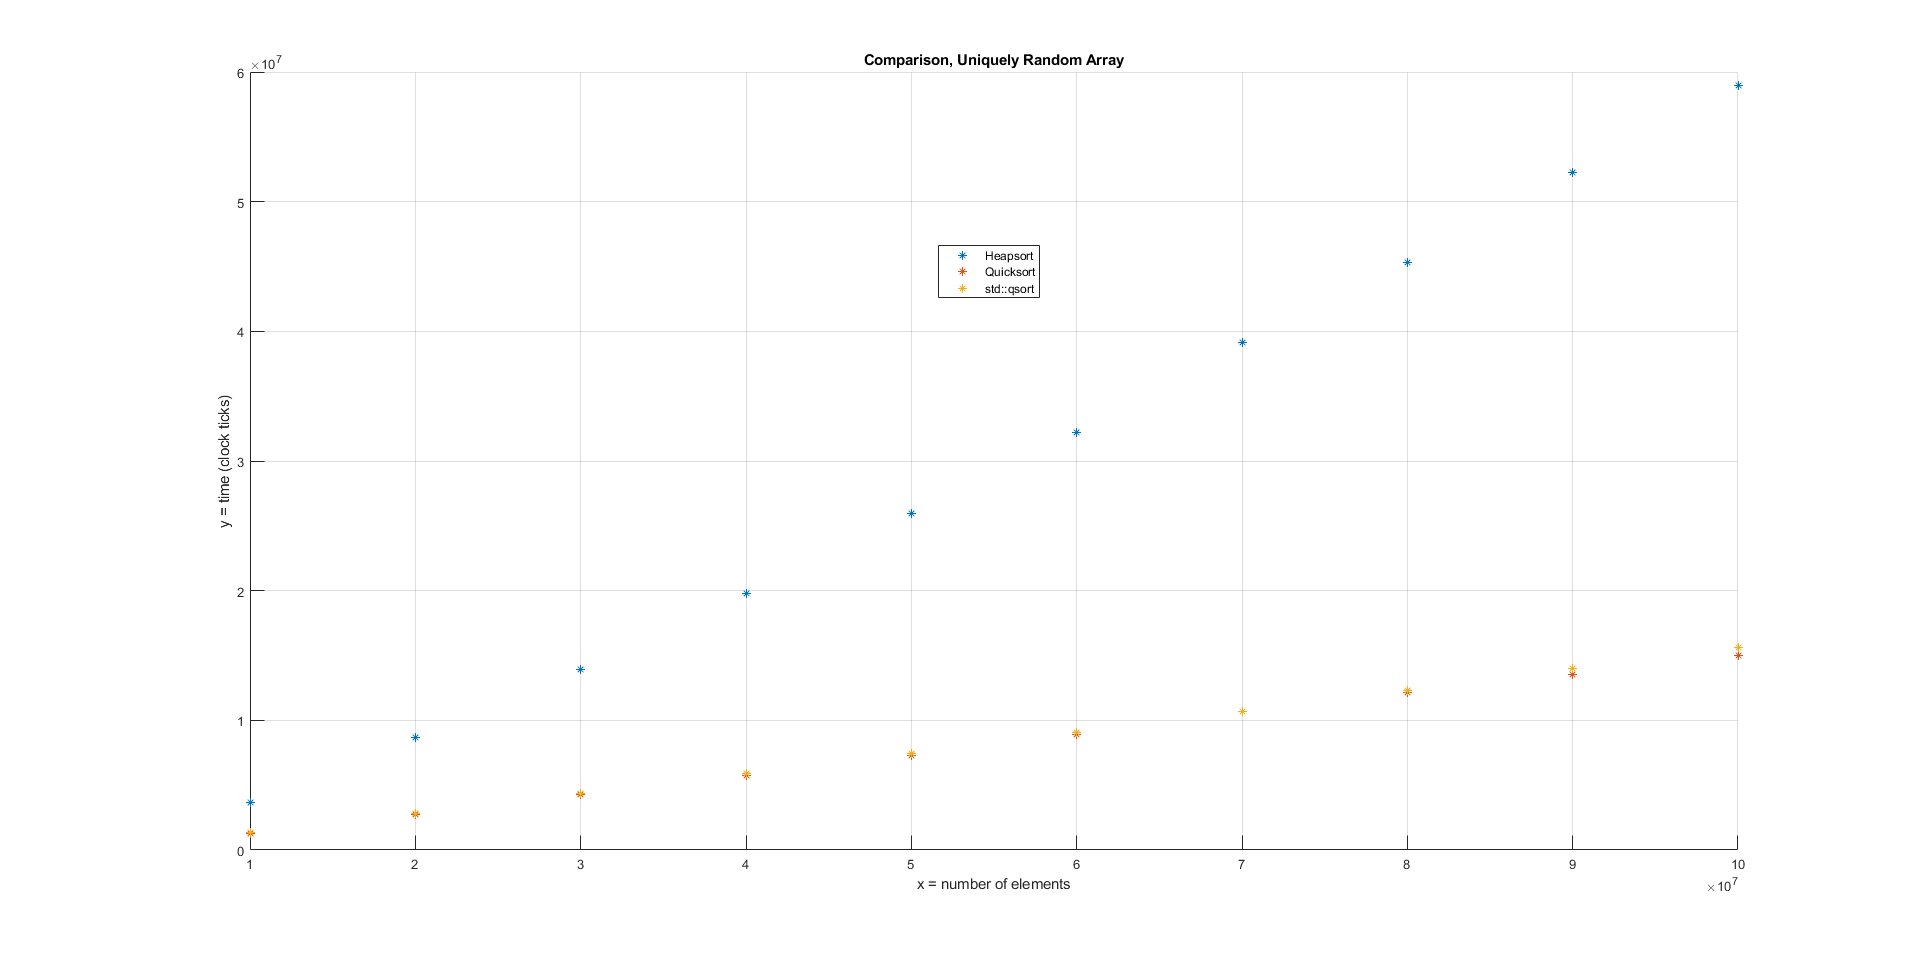 Comparison, Uniquely Random Array
×10^7
6
5
4
3
2
1
0
y = time (clock ticks)
Heapsort
Quicksort
std::qsort
1 2 3 4 5 6 7 8 9 10
x = number of elements
×10^7